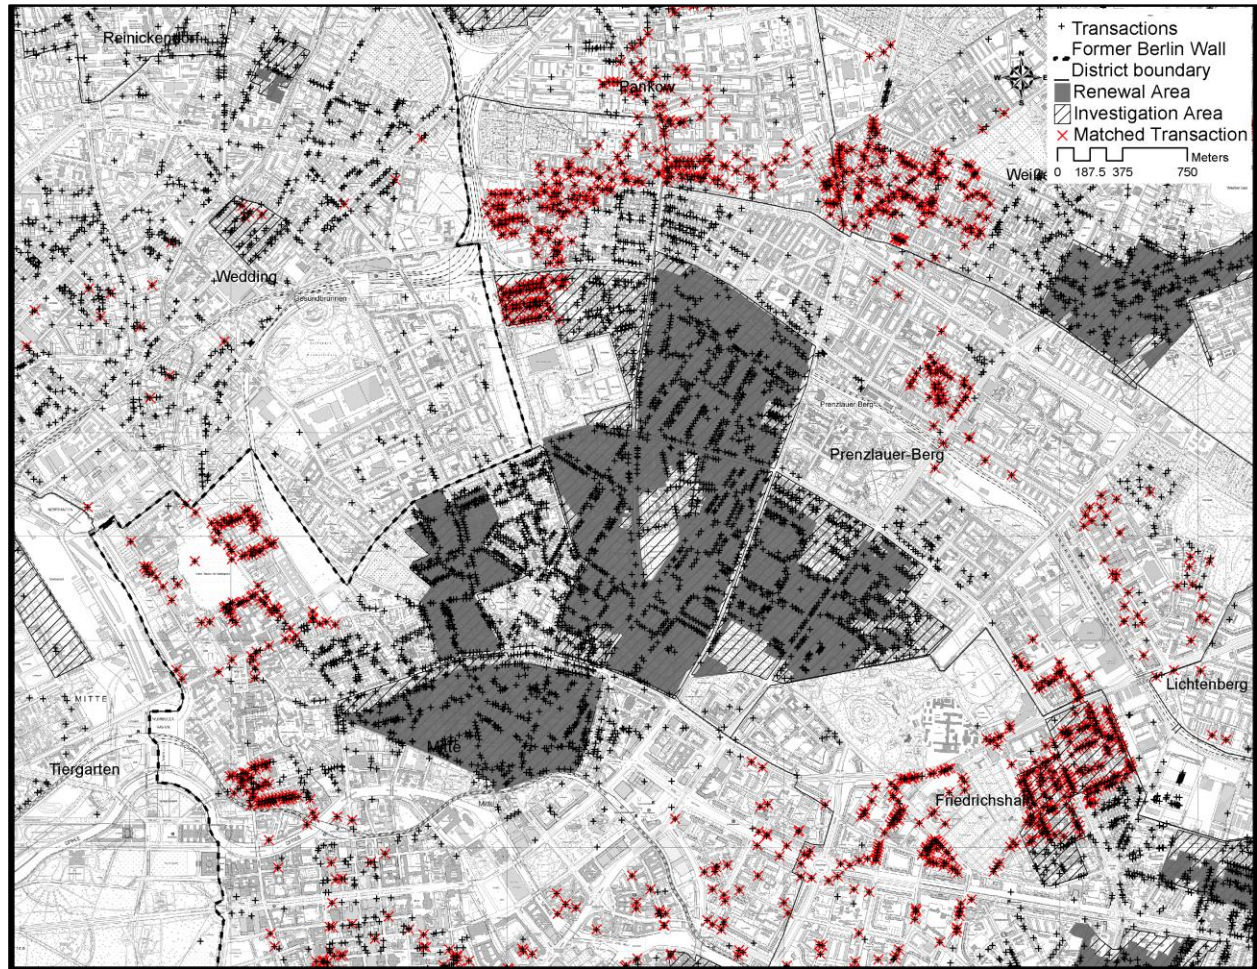 Reinickendorf
Pankow
Transactions
Former Berlin Wall
District boundary
Renewal Area
Investigation Area
Matched Transaction
Meters
0 187.5 375 750
Wedding
Gesundbrunnen
Prenzlauer Berg
Prenzlauer-Berg
MITTE
Lichtenberg
Tiergarten
Mitte
Friedrichshain